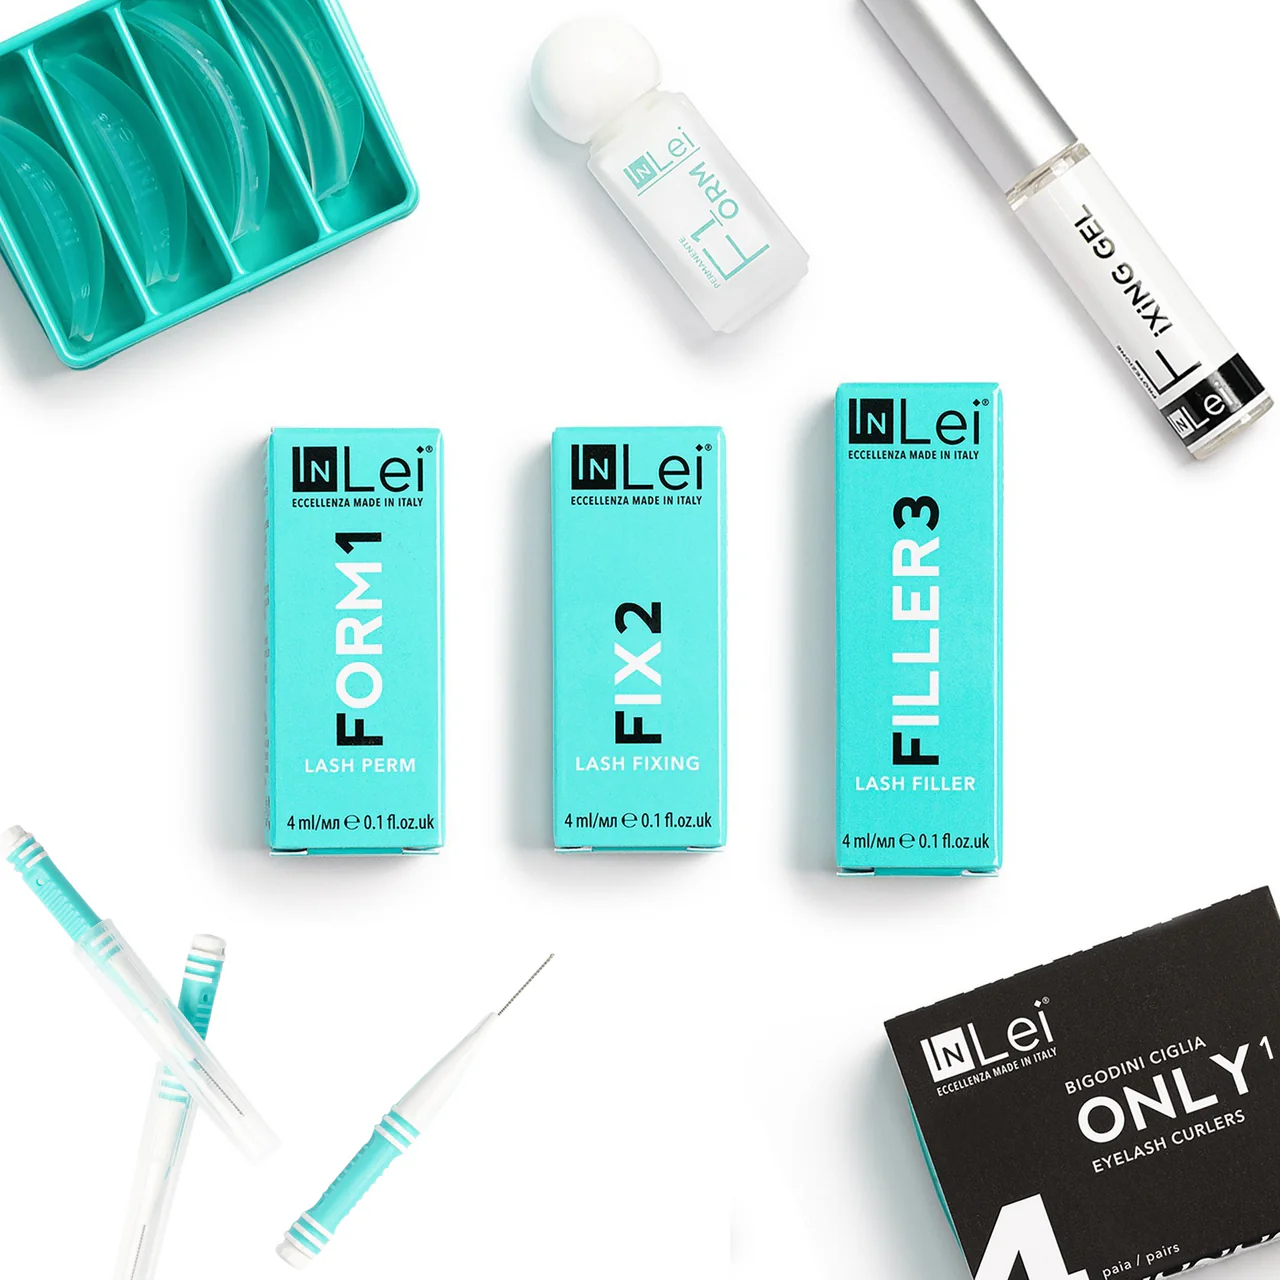 INLei
F1ORM
PERMANENTE
FiXiNG GEL
PROTEZIONE
INLei
INLei®
ECCELLENZA MADE IN ITALY
FORM1
LASH PERM
4 ml/мл ℮ 0.1 fl.oz.uk
INLei®
ECCELLENZA MADE IN ITALY
FIX2
LASH FIXING
4 ml/мл ℮ 0.1 fl.oz.uk
INLei®
ECCELLENZA MADE IN ITALY
FILLER3
LASH FILLER
4 ml/мл ℮ 0.1 fl.oz.uk
INLei®
ECCELLENZA MADE IN ITALY
BIGODINI CIGLIA
ONLY1
EYELASH CURLERS
4
paia / pairs